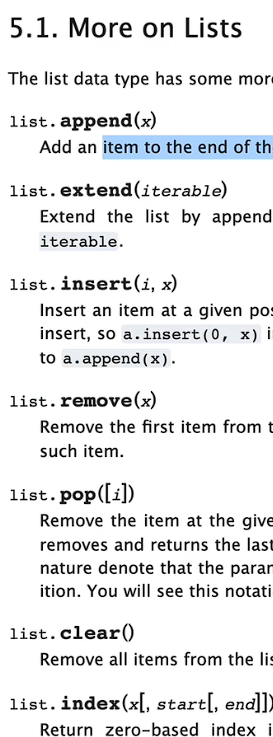 5.1. More on Lists
The list data type has some more
list.append(x)
Add an item to the end of th
list.extend(iterable)
Extend the list by append
iterable.
list.insert(i, x)
Insert an item at a given pos
insert, so a.insert(0, x) i
to a.append(x).
list.remove(x)
Remove the first item from t
such item.
list.pop([i])
Remove the item at the give
removes and returns the last
nature denote that the param
ition. You will see this notati
list.clear()
Remove all items from the lis
list.index(x[, start[, end]])
Return zero-based index i